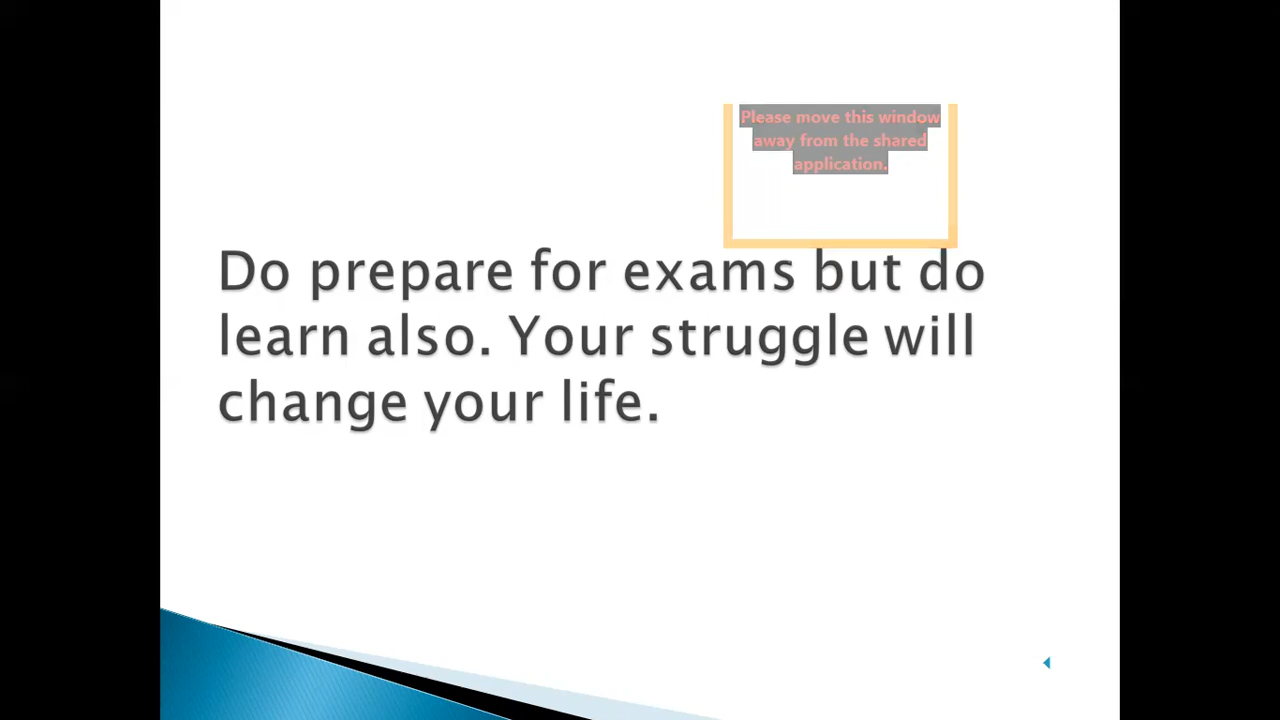 Please move this window
away from the shared
application.
Do prepare for exams but do
learn also. Your struggle will
change your life.